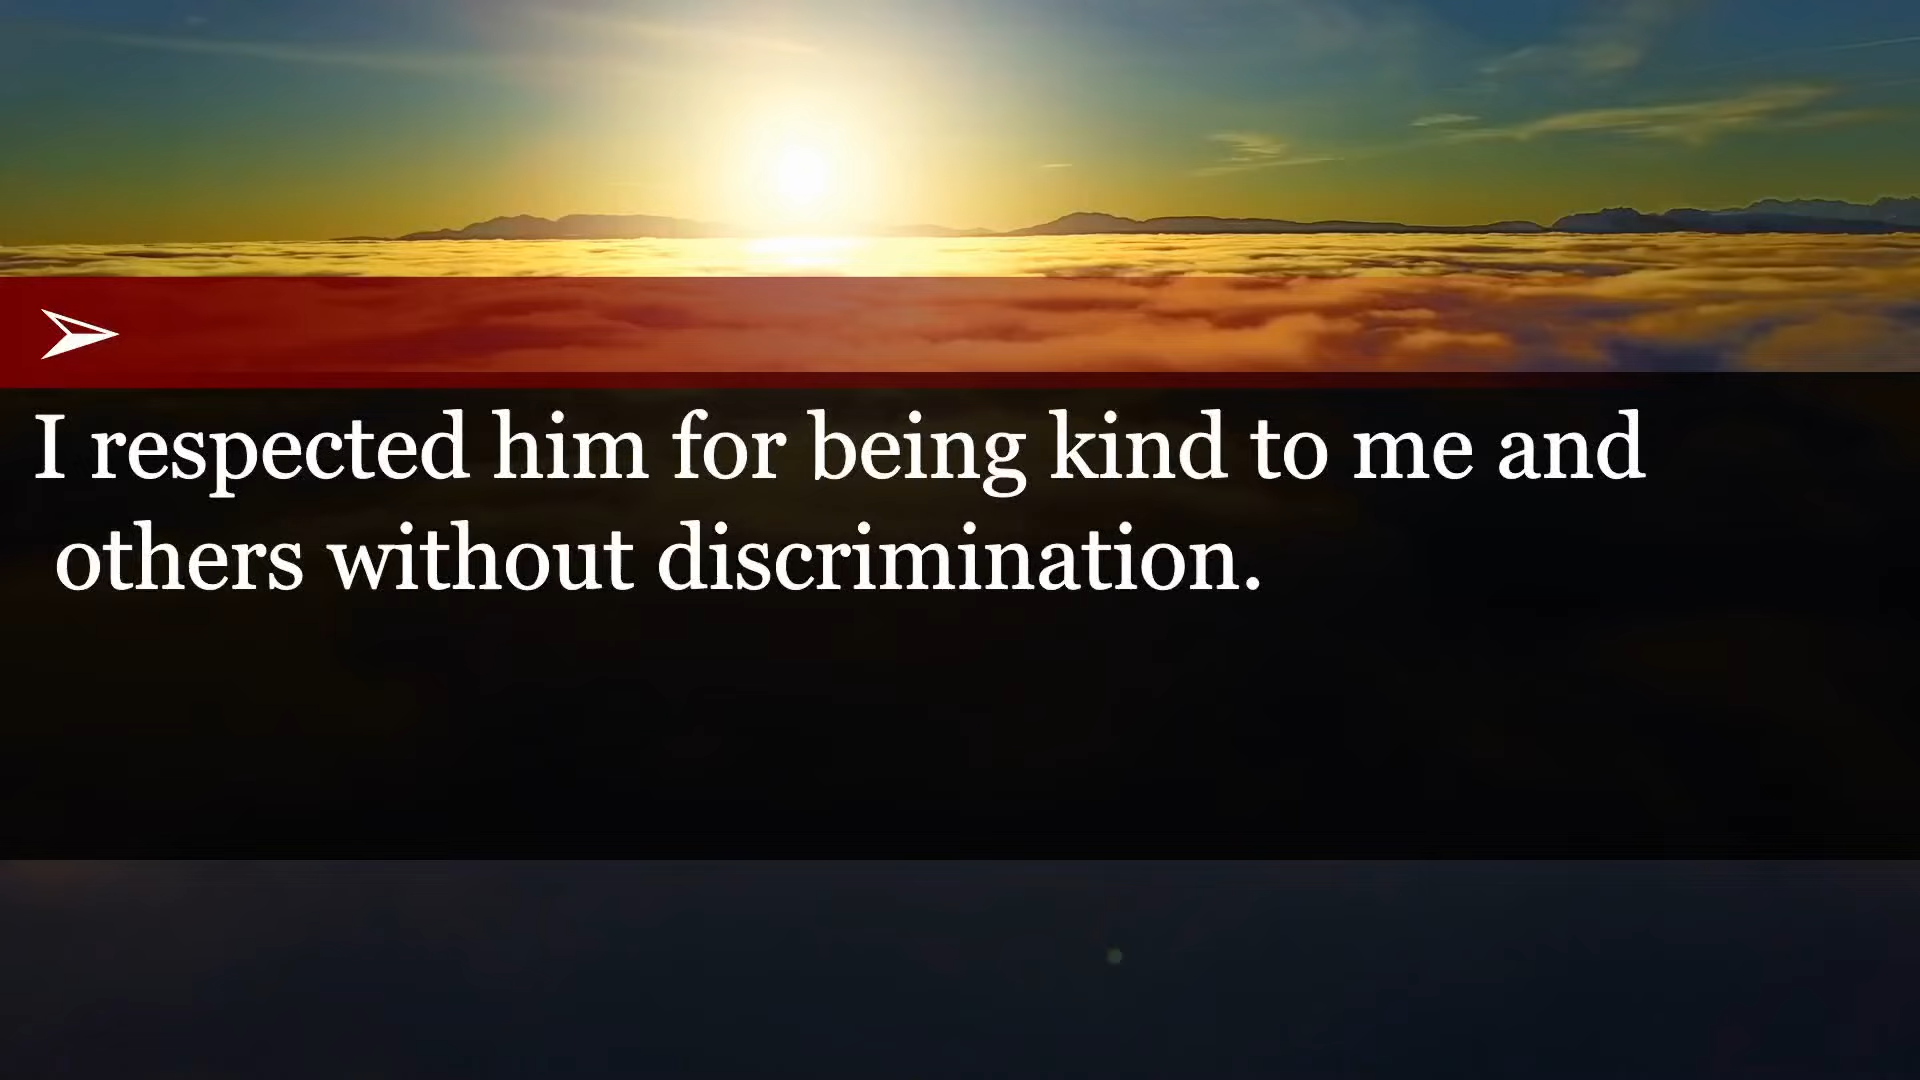 I respected him for being kind to me and
others without discrimination.